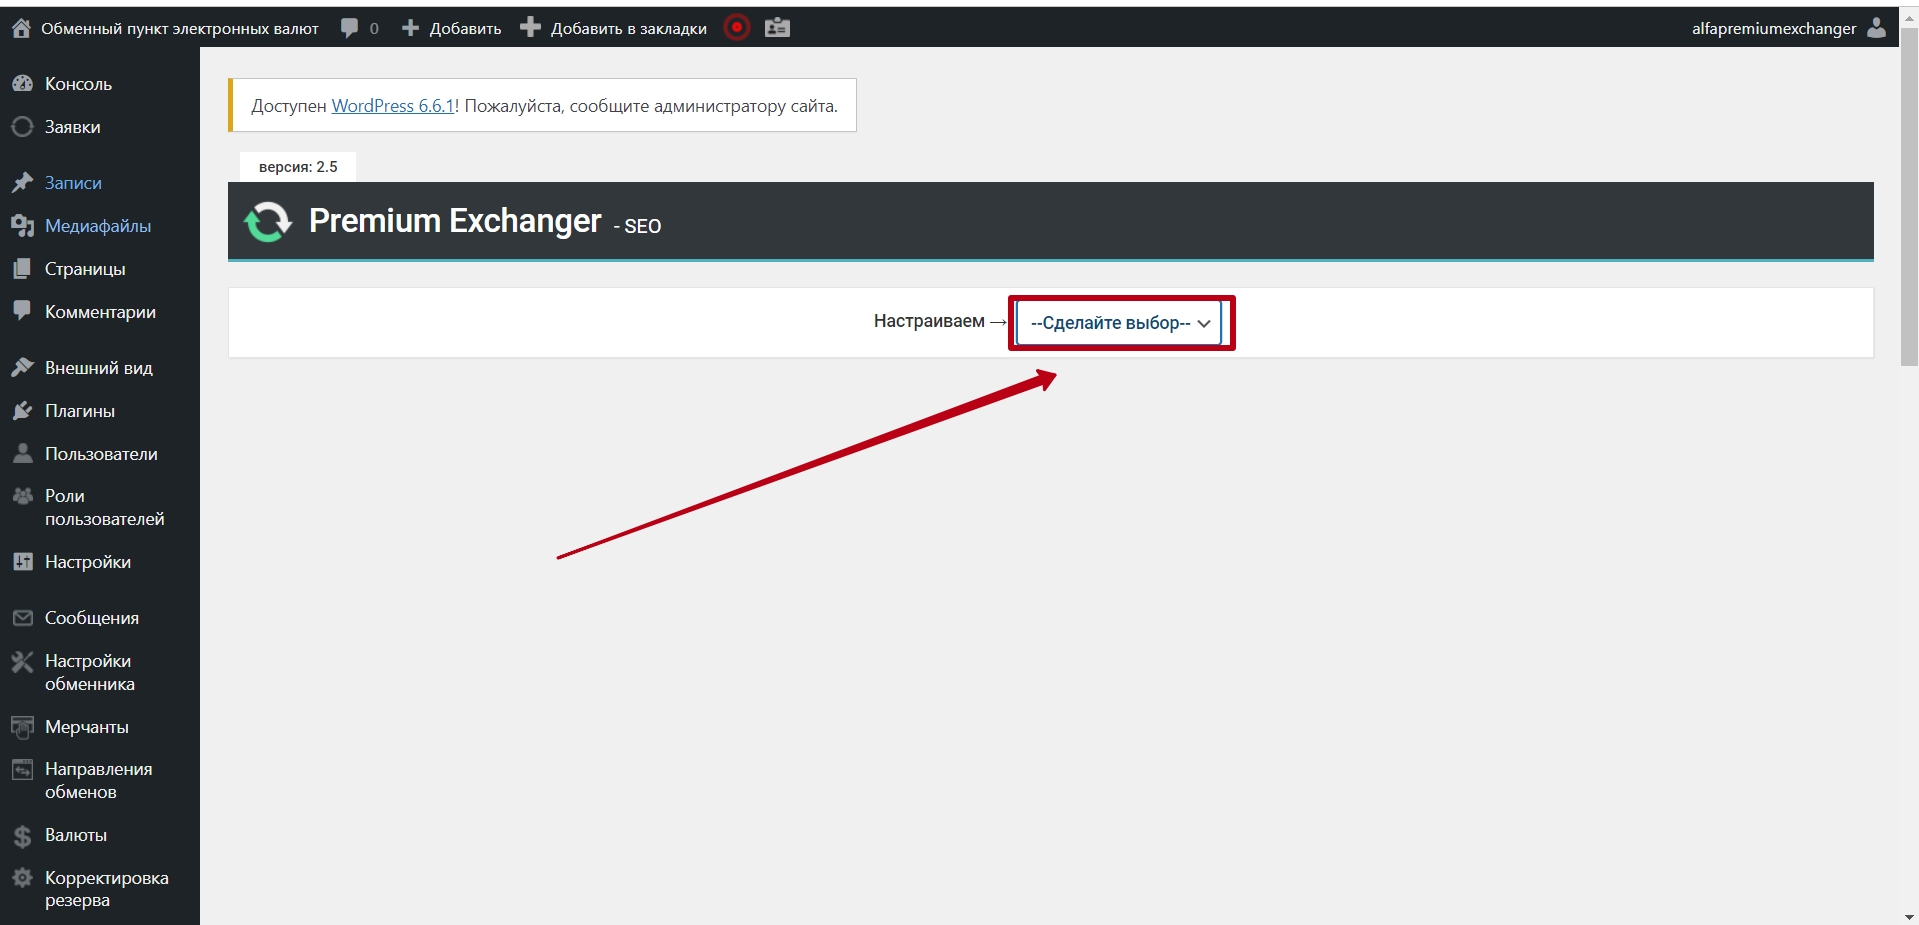 Обменный пункт электронных валют 0 Добавить Добавить в закладки alfapremiumexchanger
Консоль
Заявки
Записи
Медиафайлы
Страницы
Комментарии
Внешний вид
Плагины
Пользователи
Роли
пользователей
Настройки
Сообщения
Настройки
обменника
Мерчанты
Направления
обменов
Валюты
Корректировка
резерва
Доступен WordPress 6.6.1! Пожалуйста, сообщите администратору сайта.
версия: 2.5
Premium Exchanger - SEO
Настраиваем → --Сделайте выбор--